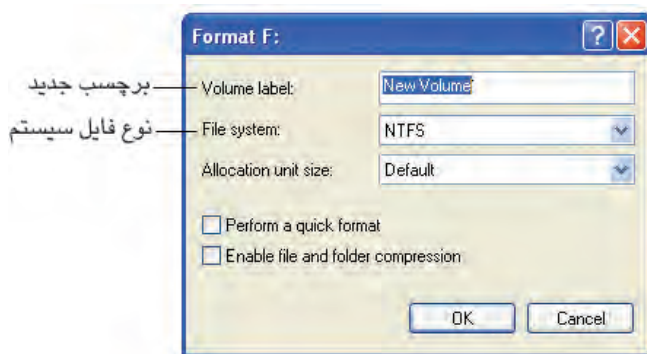 Format F:
برچسب جدید
Volume label:
New Volume
نوع فایل سیستم
File system:
NTFS
Allocation unit size:
Default
Perform a quick format
Enable file and folder compression
OK
Cancel